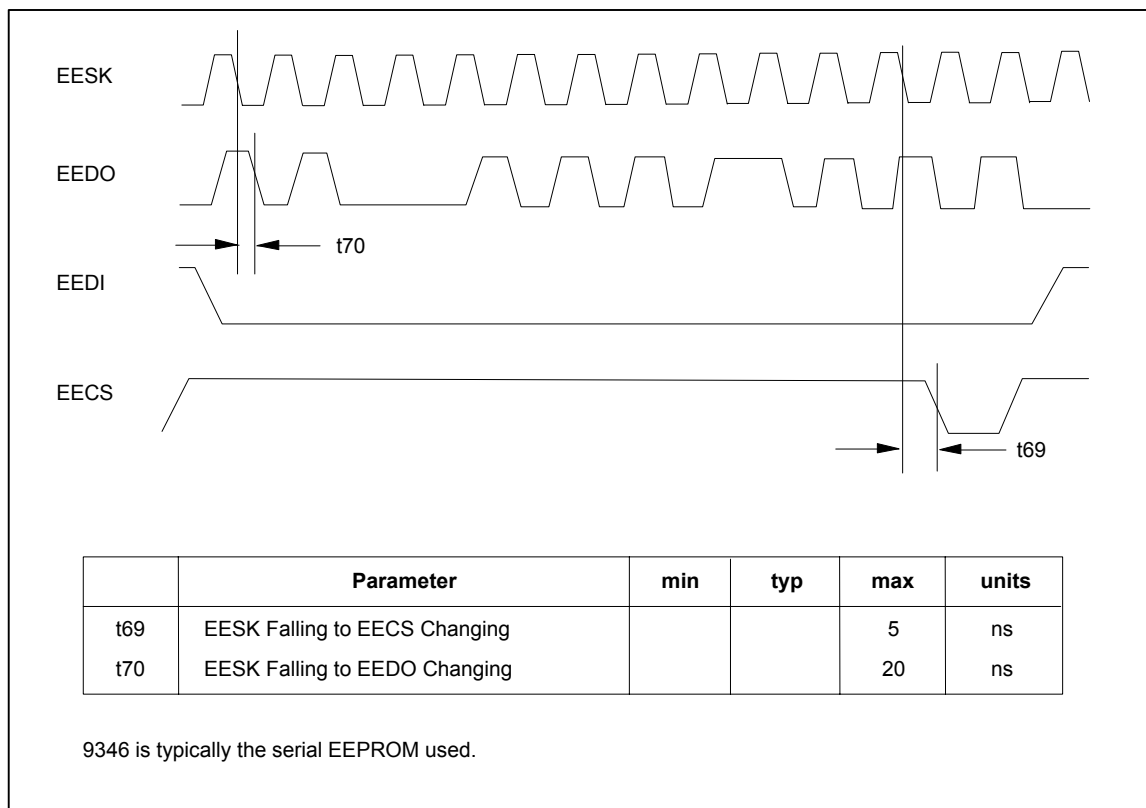 EESK
EEDO
t70
EEDI
EECS
t69
Parameter min typ max units
t69 EESK Falling to EECS Changing 5 ns
t70 EESK Falling to EEDO Changing 20 ns
9346 is typically the serial EEPROM used.